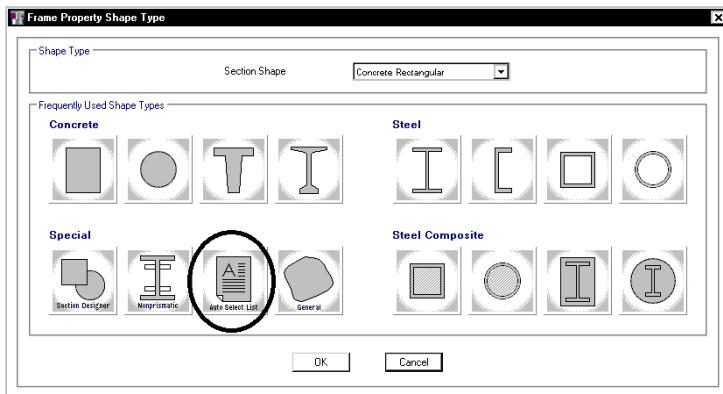 Frame Property Shape Type
Shape Type
Section Shape
Concrete Rectangular
Frequently Used Shape Types
Concrete
Steel
Special
Section Designer
Nonprismatic
Auto Select List
General
Steel Composite
OK
Cancel